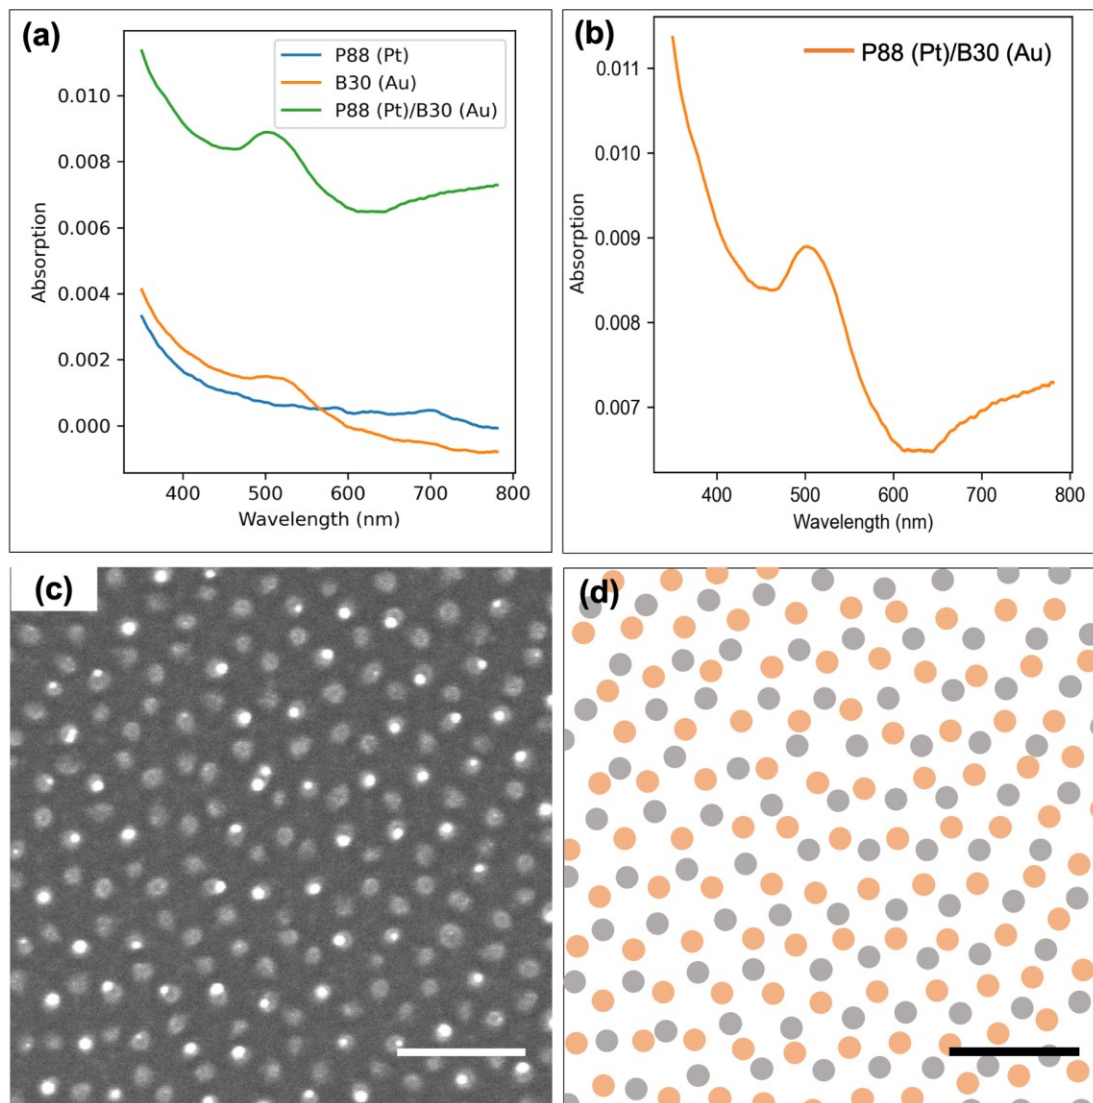 (a)
P88 (Pt)
B30 (Au)
P88 (Pt)/B30 (Au)
0.010
0.008
0.006
0.004
0.002
0.000
Absorption
400 500 600 700 800
Wavelength (nm)
(b)
P88 (Pt)/B30 (Au)
0.011
0.010
0.009
0.008
0.007
Absorption
400 500 600 700 800
Wavelength (nm)
(c)
(d)